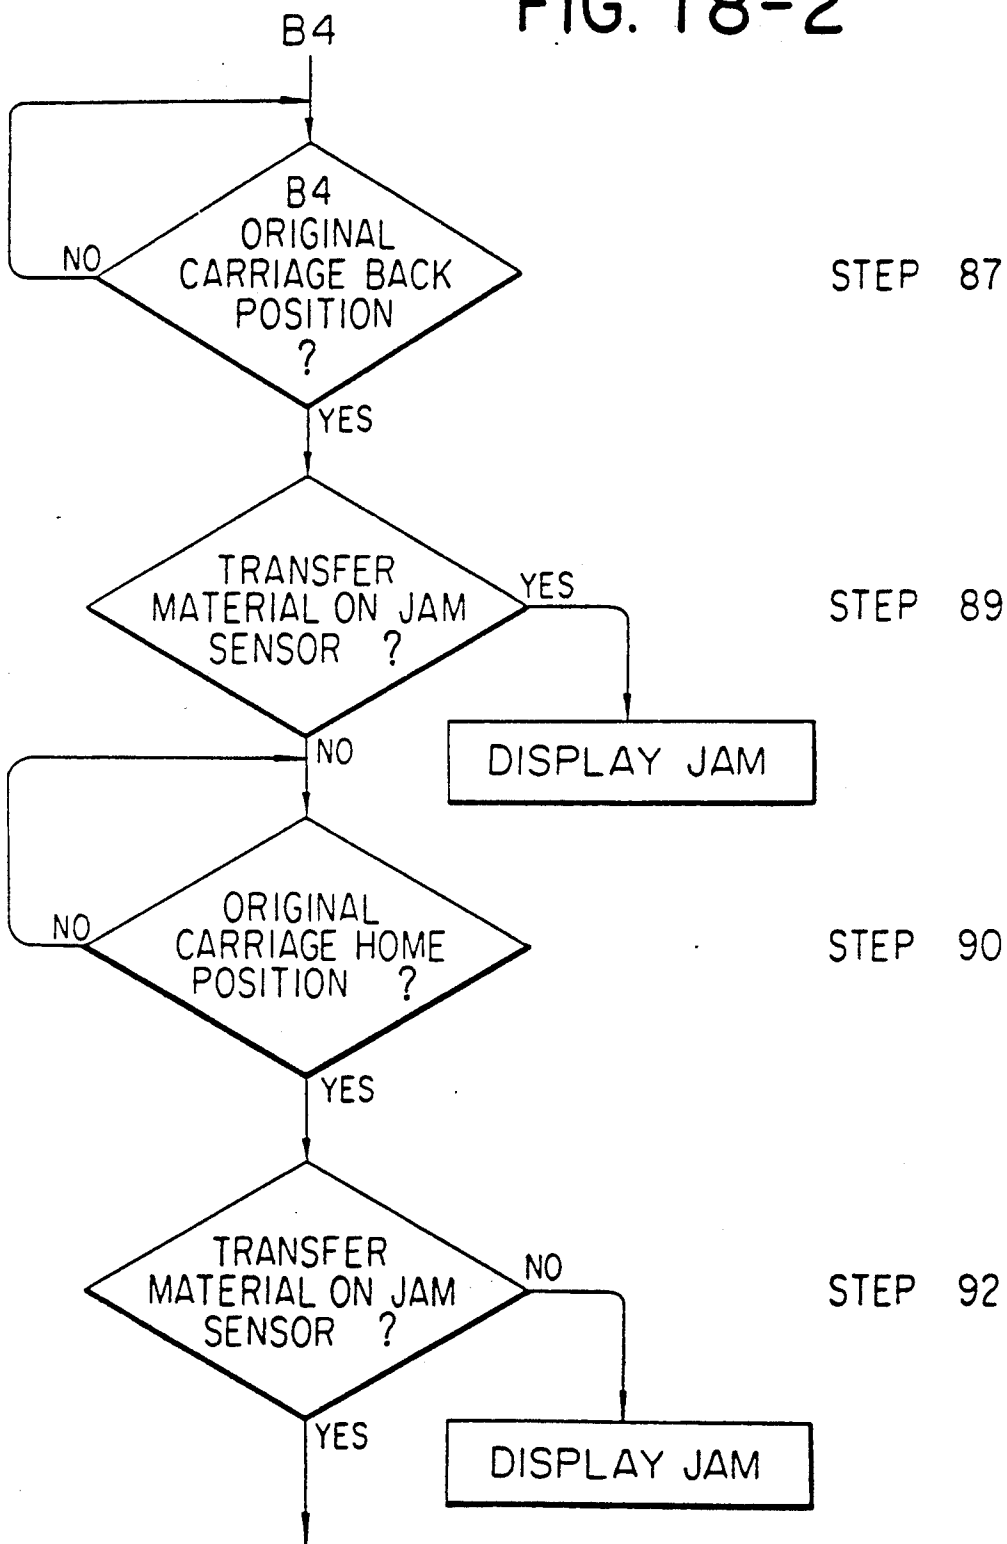 FIG. 18-2
B4
B4
ORIGINAL
CARRIAGE BACK
POSITION
?
NO
STEP 87
YES
TRANSFER
MATERIAL ON JAM
SENSOR ?
YES
STEP 89
NO
DISPLAY JAM
ORIGINAL
CARRIAGE HOME
POSITION ?
NO
STEP 90
YES
TRANSFER
MATERIAL ON JAM
SENSOR ?
NO
STEP 92
YES
DISPLAY JAM